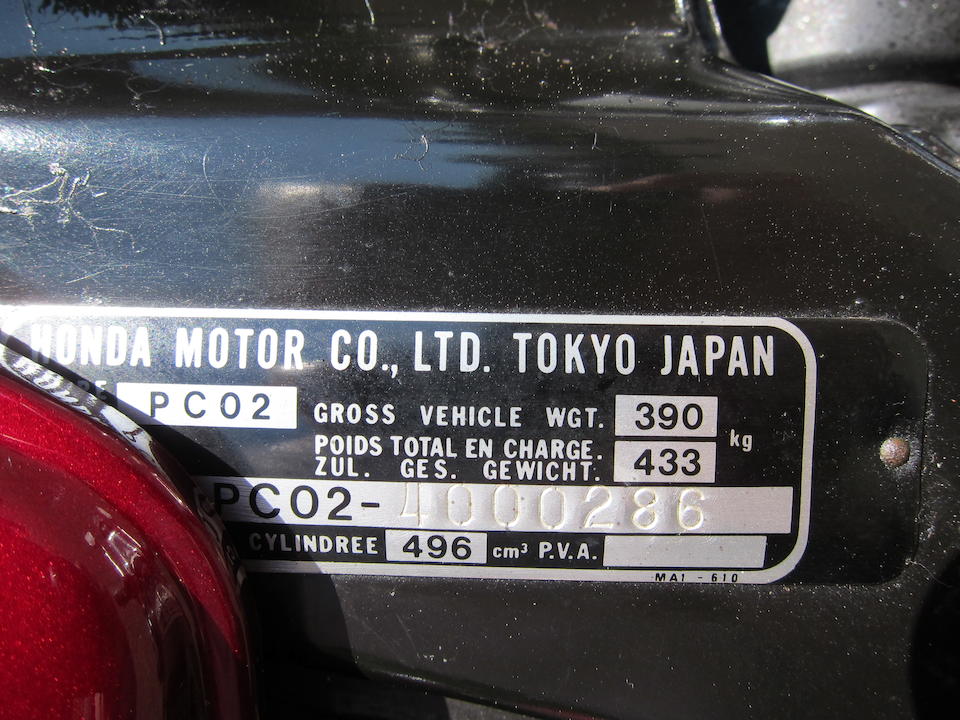 HONDA MOTOR CO., LTD. TOKYO JAPAN
PC02
GROSS VEHICLE WGT. 390
POIDS TOTAL EN CHARGE.
ZUL. GES. GEWICHT. 433 kg
PC02-4000286
CYLINDREE 496 cm³ P.V.A.
MA1 - 610